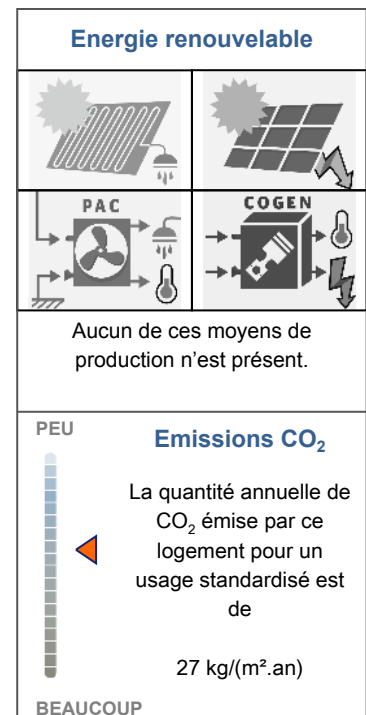 Energie renouvelable
PAC
COGEN
Aucun de ces moyens de
production n'est présent.
PEU
Emissions CO₂
La quantité annuelle de
CO₂ émise par ce
logement pour un
usage standardisé est
de
27 kg/(m².an)
BEAUCOUP